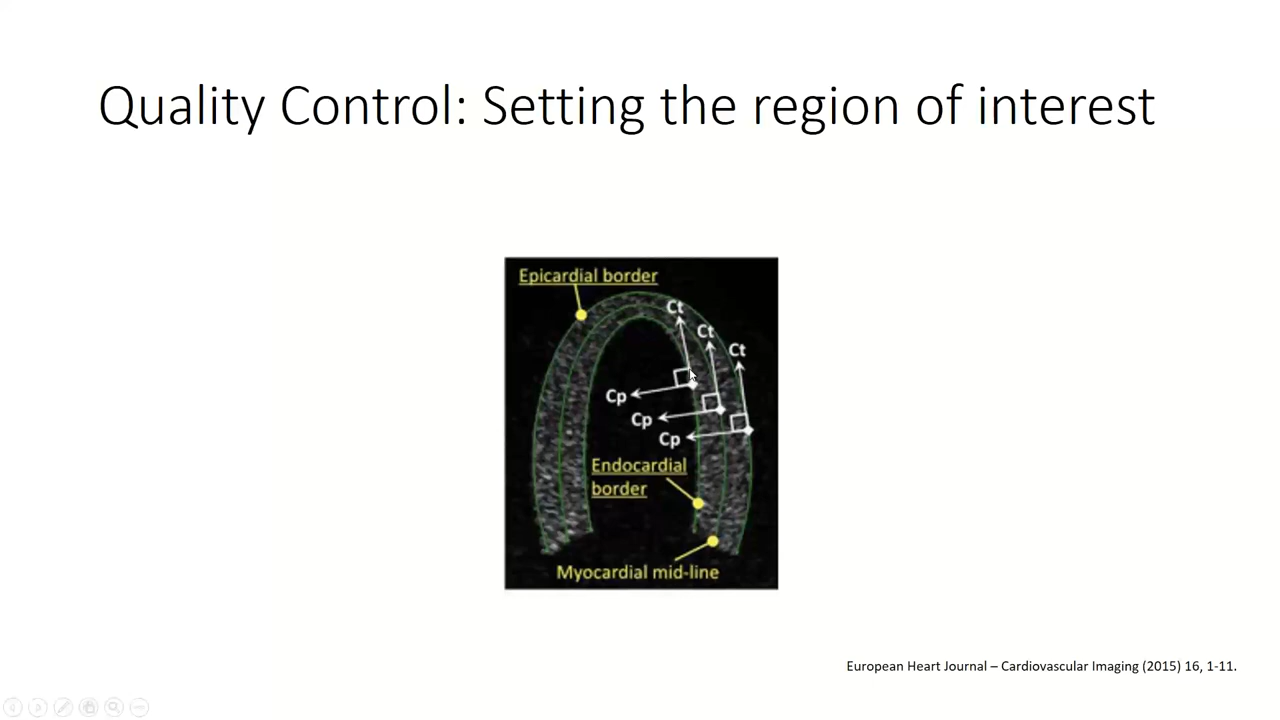 Quality Control: Setting the region of interest
Epicardial border
Ct
Ct
Ct
Cp
Cp
Cp
Endocardial
border
Myocardial mid-line
European Heart Journal – Cardiovascular Imaging (2015) 16, 1-11.